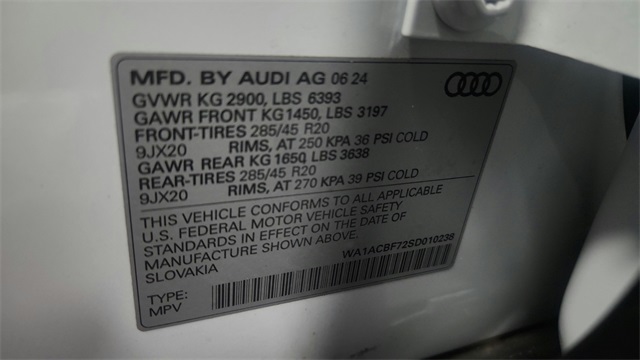 MFD. BY AUDI AG 06 24
GVWR KG 2900, LBS 6393
GAWR FRONT KG 1450, LBS 3197
FRONT-TIRES 285/45 R20
9JX20 RIMS, AT 250 KPA 36 PSI COLD
GAWR REAR KG 1650, LBS 3638
REAR-TIRES 285/45 R20
9JX20 RIMS, AT 270 KPA 39 PSI COLD
THIS VEHICLE CONFORMS TO ALL APPLICABLE
U.S. FEDERAL MOTOR VEHICLE SAFETY
STANDARDS IN EFFECT ON THE DATE OF
MANUFACTURE SHOWN ABOVE.
SLOVAKIA
WA1ACBF72SD010238
TYPE:
MPV